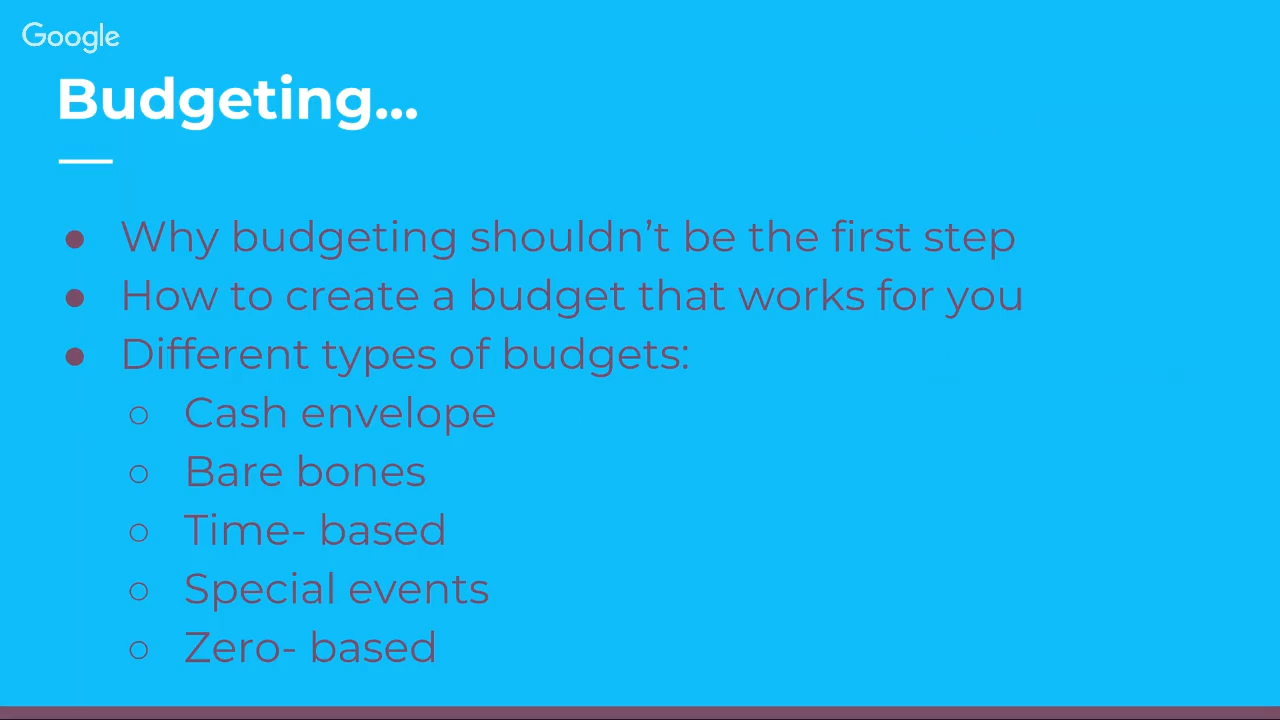 Google
Budgeting...
● Why budgeting shouldn't be the first step
● How to create a budget that works for you
● Different types of budgets:
○ Cash envelope
○ Bare bones
○ Time- based
○ Special events
○ Zero- based